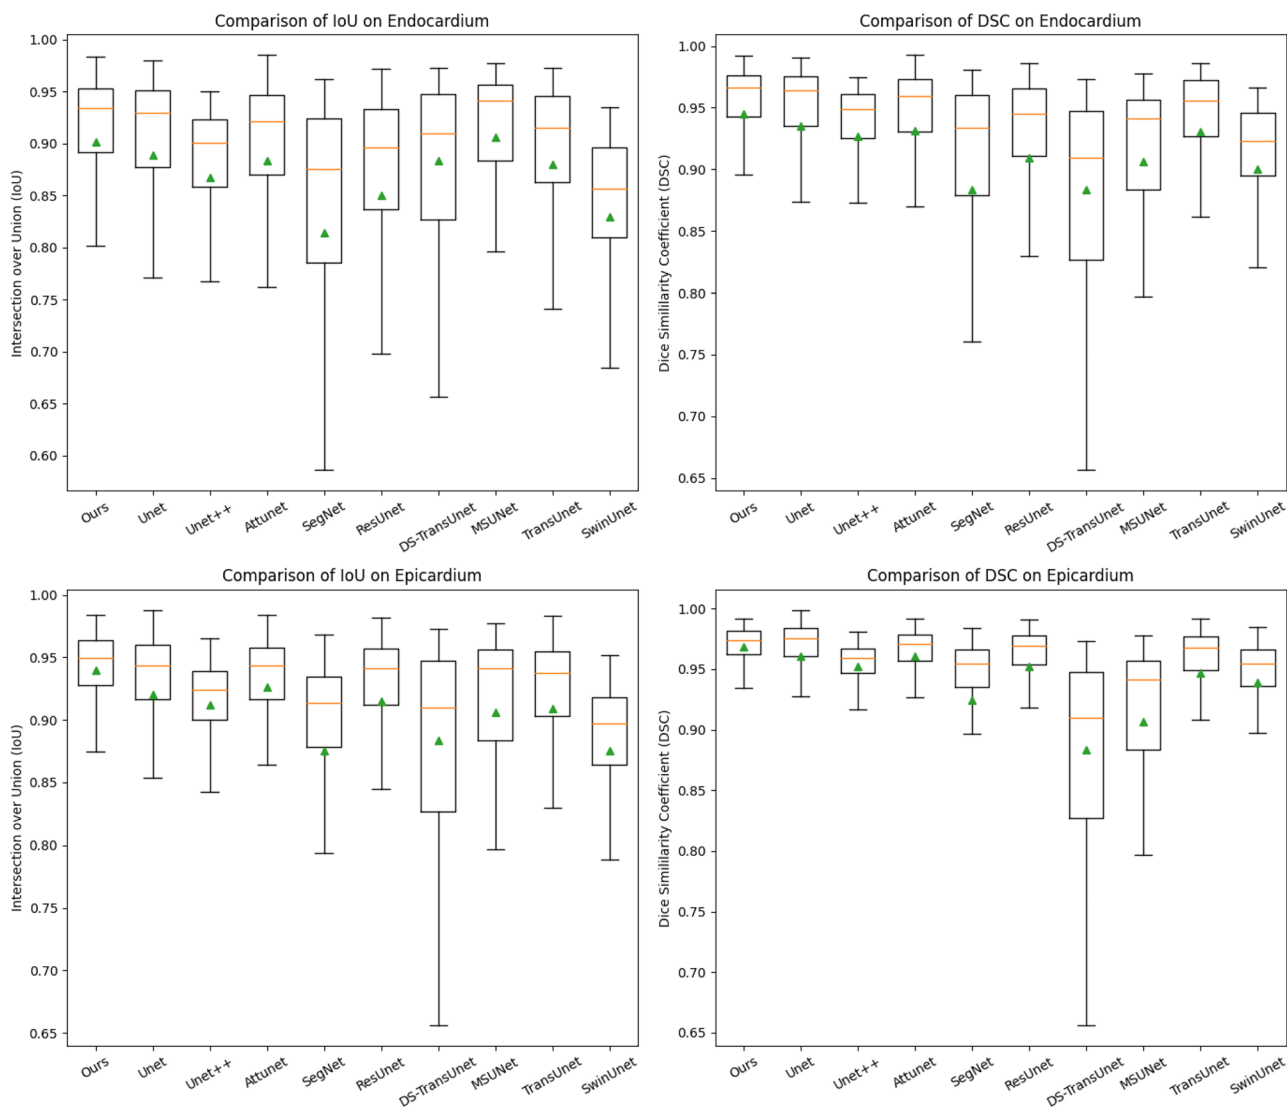 Comparison of IoU on Endocardium
Intersection over Union (IoU)
1.00
0.95
0.90
0.85
0.80
0.75
0.70
0.65
0.60
Ours Unet Unet++ Attunet SegNet ResUnet DS-TransUnet MSUNet TransUnet SwinUnet
Comparison of DSC on Endocardium
Dice Simililarity Coefficient (DSC)
1.00
0.95
0.90
0.85
0.80
0.75
0.70
0.65
Ours Unet Unet++ Attunet SegNet ResUnet DS-TransUnet MSUNet TransUnet SwinUnet
Comparison of IoU on Epicardium
Intersection over Union (IoU)
1.00
0.95
0.90
0.85
0.80
0.75
0.70
0.65
Ours Unet Unet++ Attunet SegNet ResUnet DS-TransUnet MSUNet TransUnet SwinUnet
Comparison of DSC on Epicardium
Dice Simililarity Coefficient (DSC)
1.00
0.95
0.90
0.85
0.80
0.75
0.70
0.65
Ours Unet Unet++ Attunet SegNet ResUnet DS-TransUnet MSUNet TransUnet SwinUnet